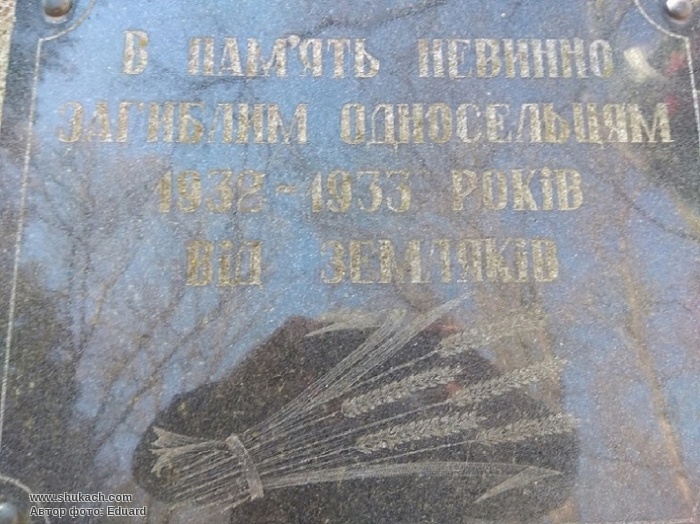 В ПАМ'ЯТЬ НЕВИННО
ЗАГИБЛИМ ОДНОСЕЛЬЦЯМ
1932-1933 РОКІВ
ВІД ЗЕМЛЯКІВ
www.shukach.com
Автор фото: Eduard